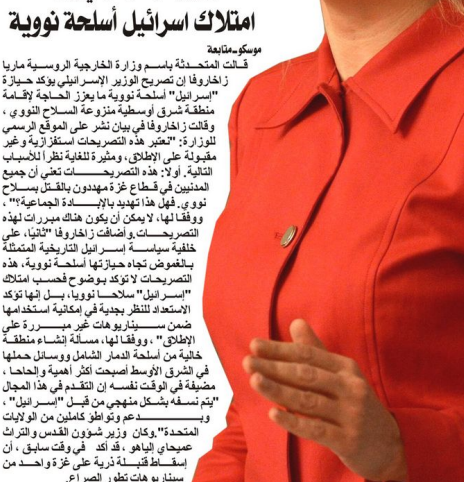 امتلاك اسرائيل أسلحة نووية
موسكو-متابعة
قالت المتحدثة باسم وزارة الخارجية الروسية ماريا
زاخاروفا إن تصريح الوزير الإسرائيلي يؤكد حيازة
"إسرائيل" أسلحة نووية ما يعزز الحاجة لإقامة
منطقة شرق أوسطية منزوعة السلاح النووي ،
وقالت زاخاروفا في بيان نشر على الموقع الرسمي
للوزارة: "نعتبر هذه التصريحات استفزازية وغير
مقبولة على الإطلاق، ومثيرة للغاية نظراً للأسباب
التالية. أولا: هذه التصريحات تعني أن جميع
المدنيين في قطاع غزة مهددون بالقتل بسلاح
نووي. فهل هذا تهديد بالإبادة الجماعية؟" ،
ووفقا لها، لا يمكن أن يكون هناك مبررات لهذه
التصريحات.وأضافت زاخاروفا "ثانيًا، على
خلفية سياسة إسرائيل التاريخية المتمثلة
بالغموض تجاه حيازتها أسلحة نووية، هذه
التصريحات لا تؤكد بوضوح فحسب امتلاك
"إسرائيل" سلاحا نوويا، بل إنها تؤكد
الاستعداد للنظر بجدية في إمكانية استخدامها
ضمن سيناريوهات غير مبررة على
الإطلاق" ، ووفقا لها، مسألة إنشاء منطقة
خالية من أسلحة الدمار الشامل ووسائل حملها
في الشرق الأوسط أصبحت أكثر أهمية وإلحاحا ،
مضيفة في الوقت نفسه إن التقدم في هذا المجال
"يتم نسفه بشكل منهجي من قبل "إسرائيل" ،
وبدعم وتواطؤ كاملين من الولايات
المتحدة".وكان وزير شؤون القدس والتراث
عميحاي إلياهو ، قد أكد في وقت سابق ، أن
إسقاط قنبلة ذرية على غزة واحد من
سيناريوهات تطور الصراع.